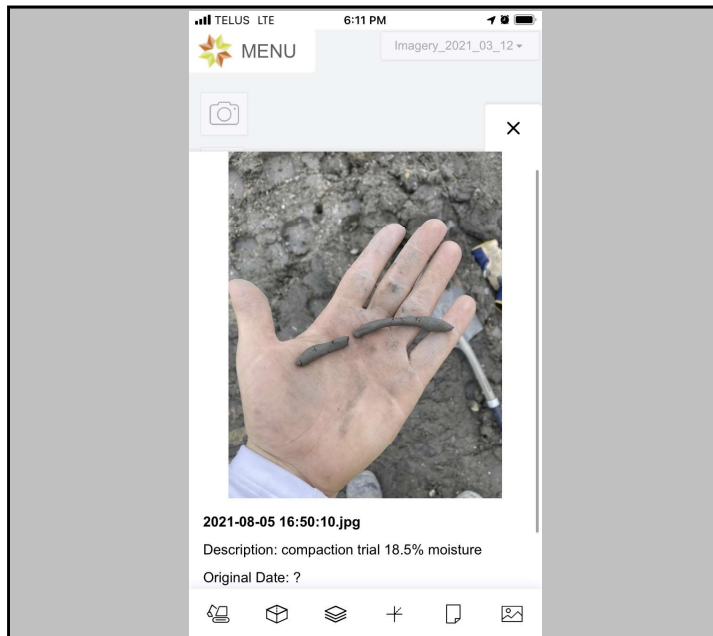 TELUS LTE 6:11 PM
MENU
Imagery_2021_03_12
2021-08-05 16:50:10.jpg
Description: compaction trial 18.5% moisture
Original Date: ?